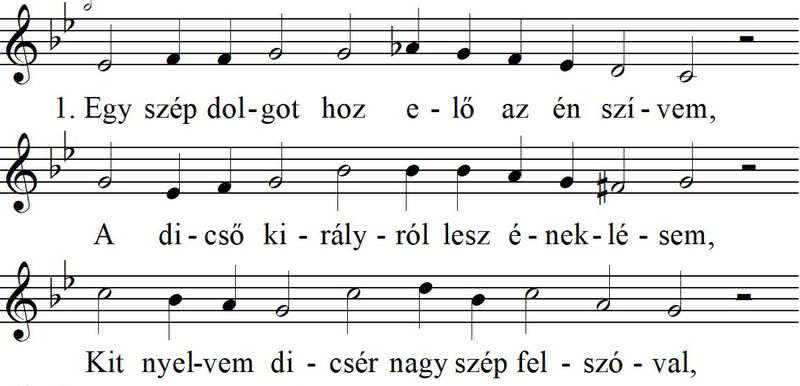 1. Egy szép dol-got hoz e - lő az én szí - vem,
A di - cső ki - rály - ról lesz é - nek - lé - sem,
Kit nyel-vem di - csér nagy szép fel - szó - val,